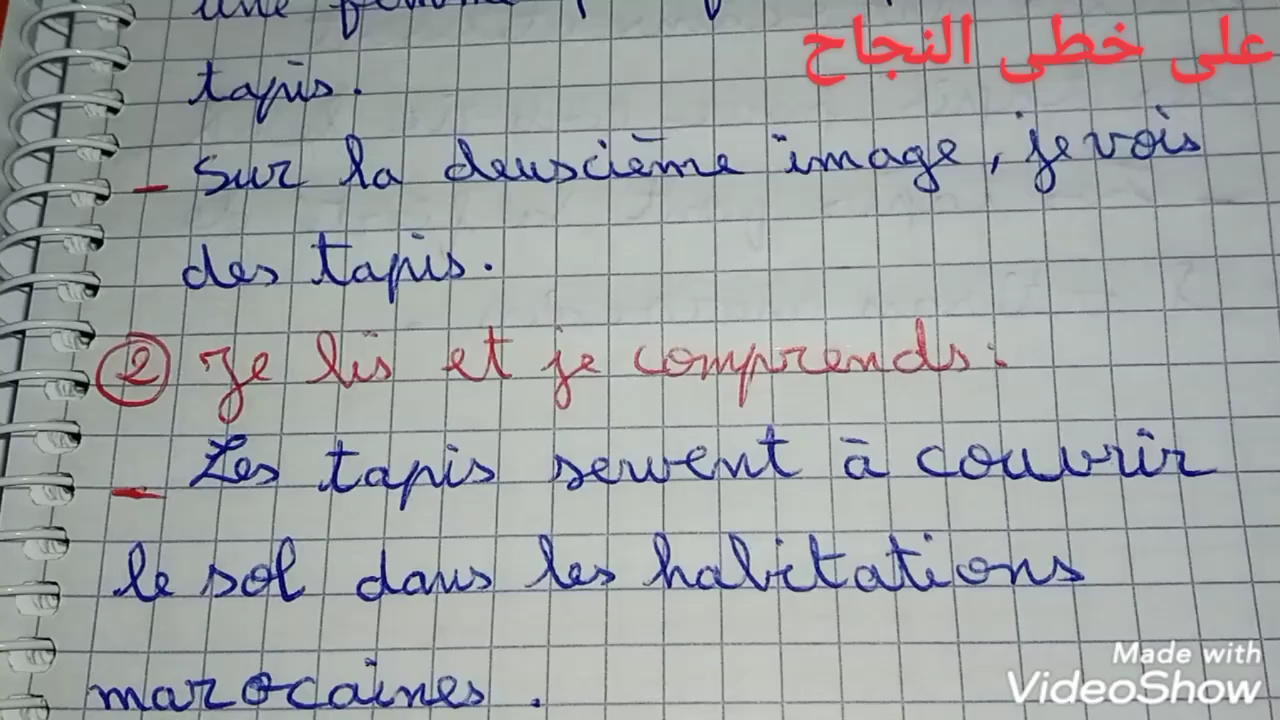 une
على خطى النجاح
tapis.
- Sur la deuxième image, je vois
des tapis.
2 Je lis et je comprends:
- Les tapis servent à couvrir
le sol dans les habitations
marocaines.
Made with
VideoShow